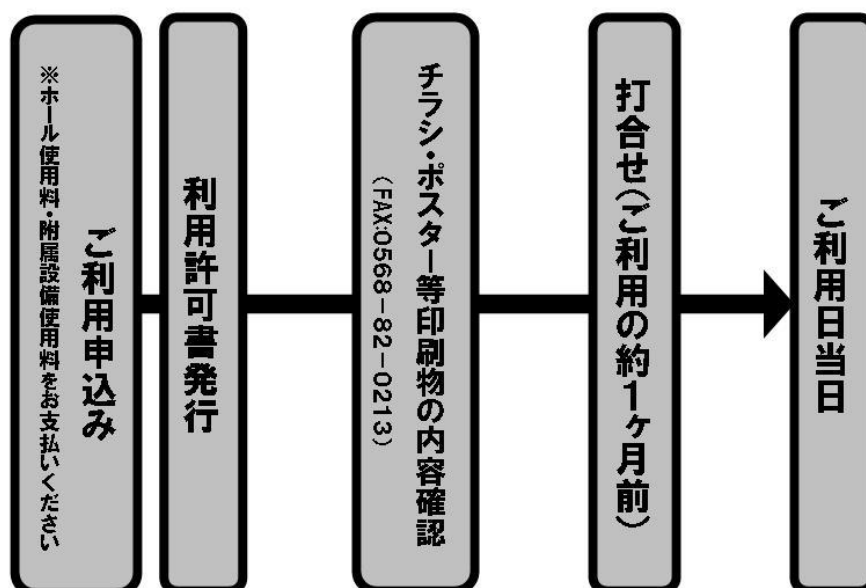 ご利用申込み
※ホール使用料・附属設備使用料をお支払いください
利用許可書発行
チラシ・ポスター等印刷物の内容確認
（FAX:0568-82-0213）
打合せ（ご利用の約1ヶ月前）
ご利用日当日